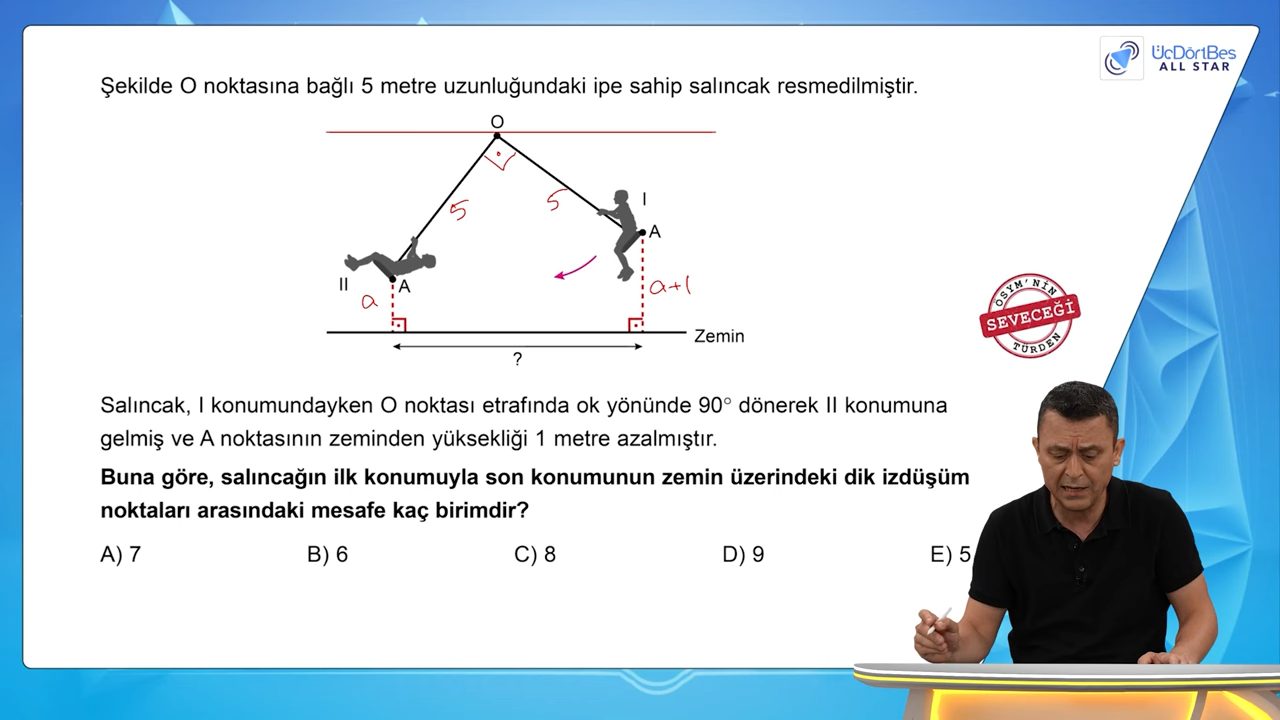 ÜçDörtBeş
ALL STAR
Şekilde O noktasına bağlı 5 metre uzunluğundaki ipe sahip salıncak resmedilmiştir.
O
5
5
I
A
II
A
a
a+1
Zemin
?
ÖSYM'NİN
SEVECEĞİ
TÜRDEN
Salıncak, I konumundayken O noktası etrafında ok yönünde 90° dönerek II konumuna
gelmiş ve A noktasının zeminden yüksekliği 1 metre azalmıştır.
Buna göre, salıncağın ilk konumuyla son konumunun zemin üzerindeki dik izdüşüm
noktaları arasındaki mesafe kaç birimdir?
A) 7 B) 6 C) 8 D) 9 E) 5